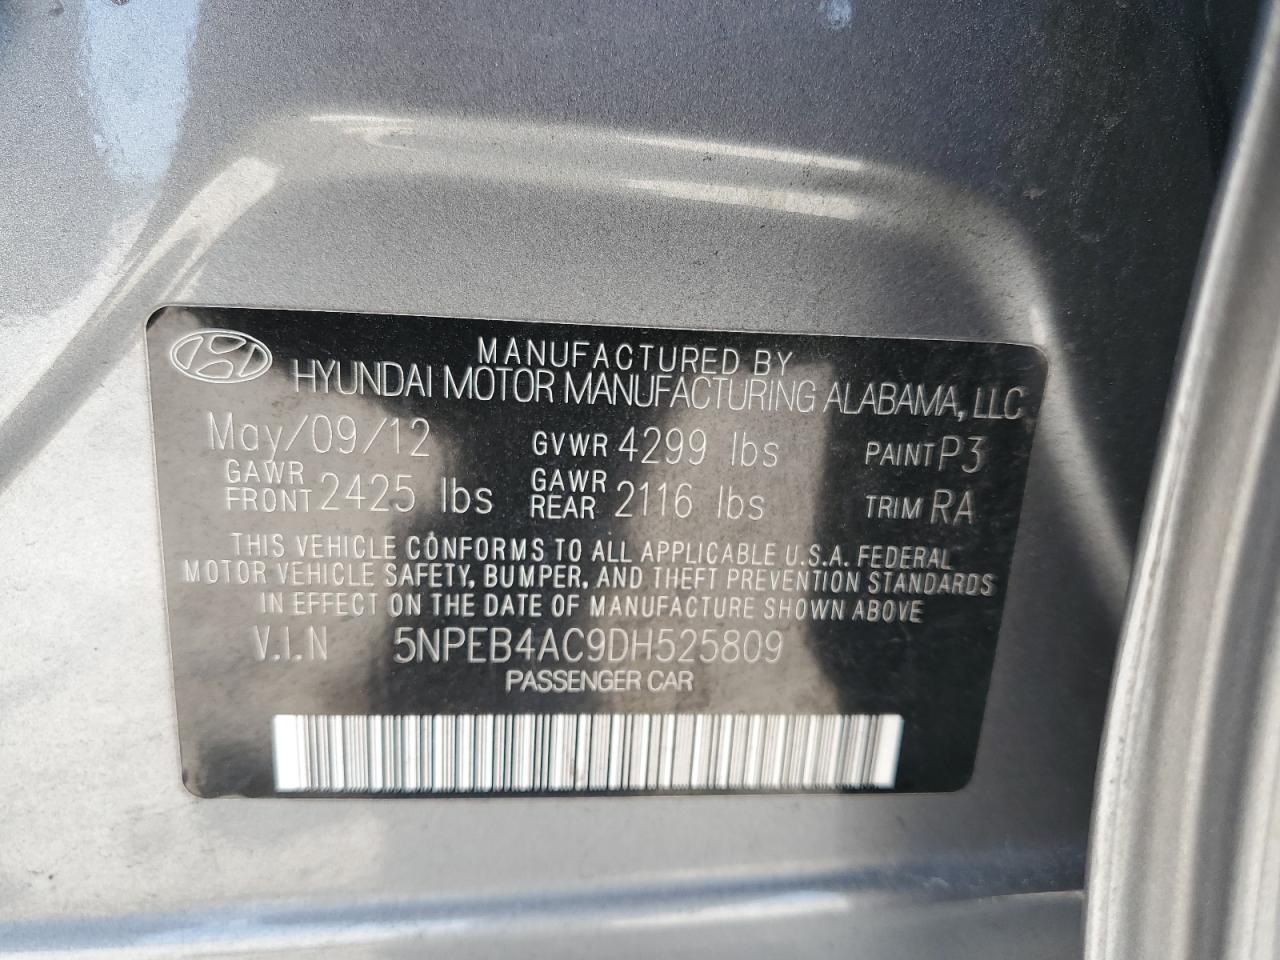 MANUFACTURED BY
HYUNDAI MOTOR MANUFACTURING ALABAMA, LLC
May/09/12 GVWR 4299 lbs PAINT P3
GAWR FRONT 2425 lbs GAWR REAR 2116 lbs TRIM RA
THIS VEHICLE CONFORMS TO ALL APPLICABLE U.S.A. FEDERAL
MOTOR VEHICLE SAFETY, BUMPER, AND THEFT PREVENTION STANDARDS
IN EFFECT ON THE DATE OF MANUFACTURE SHOWN ABOVE
V.I.N 5NPEB4AC9DH525809
PASSENGER CAR